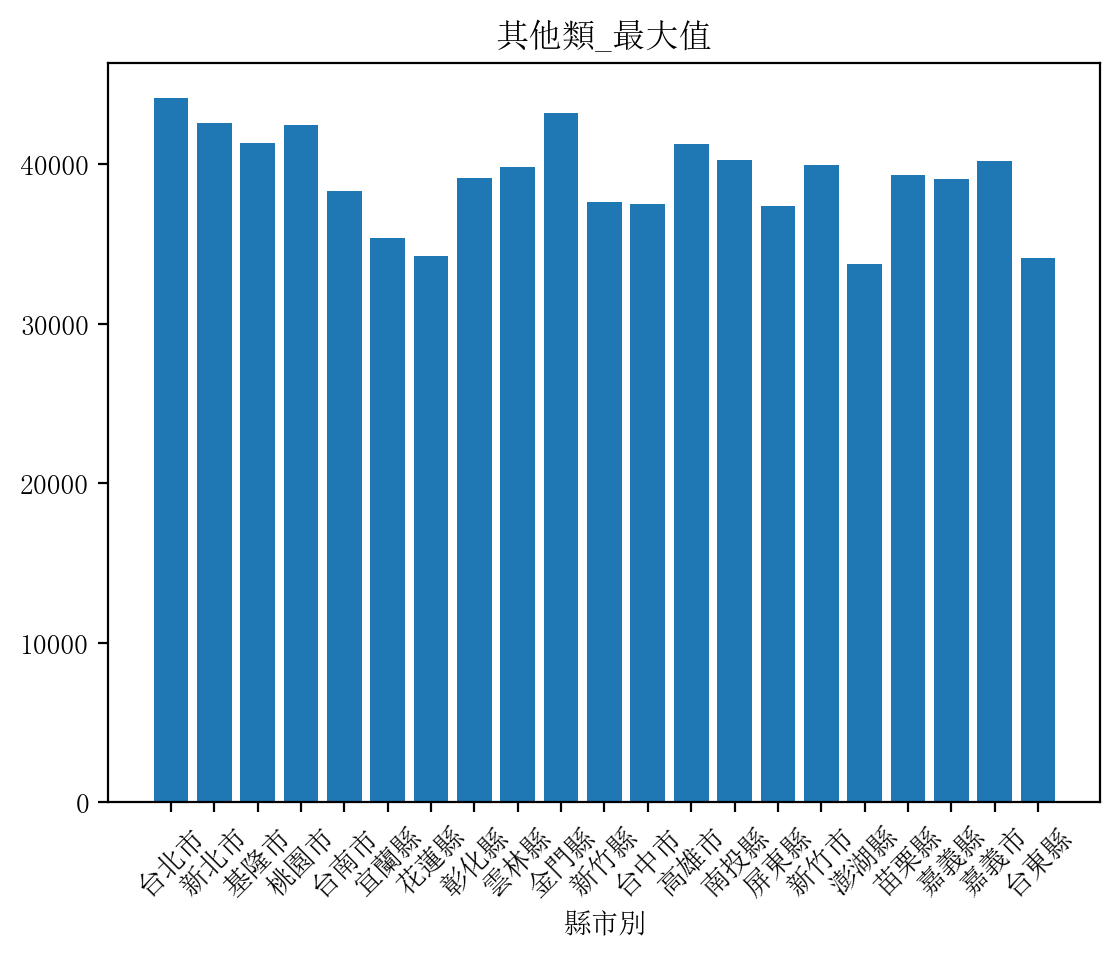 其他類_最大值
40000
30000
20000
10000
0
台北市
新北市
基隆市
桃園市
台南市
宜蘭縣
花蓮縣
彰化縣
雲林縣
金門縣
新竹縣
台中市
高雄市
南投縣
屏東縣
新竹市
澎湖縣
苗栗縣
嘉義縣
嘉義市
台東縣
縣市別